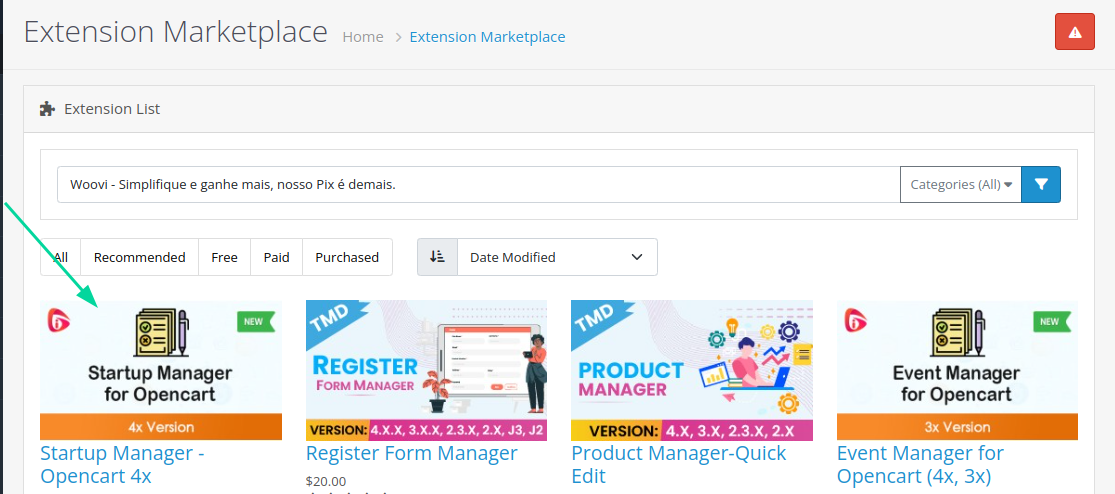 Extension Marketplace
Home
Extension Marketplace
Extension List
Woovi - Simplifique e ganhe mais, nosso Pix é demais.
Categories (All)
All
Recommended
Free
Paid
Purchased
Date Modified
NEW
Startup Manager
for Opencart
4x Version
Startup Manager -
Opencart 4x
TMD
REGISTER
FORM MANAGER
VERSION: 4.X.X, 3.X.X, 2.3.X, 2.X, J3, J2
Register Form Manager
$20.00
TMD
PRODUCT
MANAGER
VERSION: 4.X, 3.X, 2.3.X, 2.X
Product Manager-Quick
Edit
NEW
Event Manager
for Opencart
3x Version
Event Manager for
Opencart (4x, 3x)